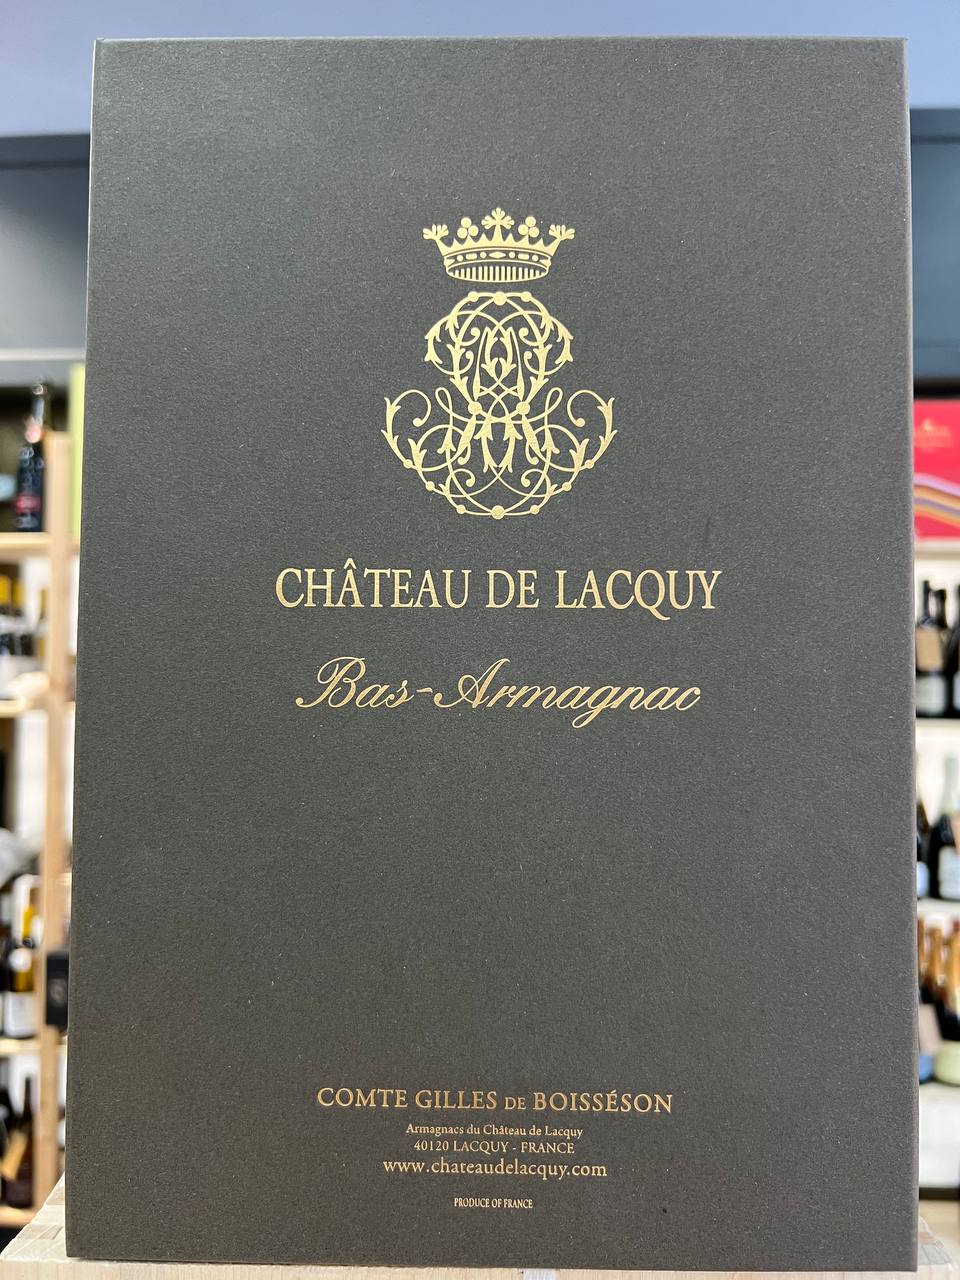 CHÂTEAU DE LACQUY
Bas-Armagnac
COMTE GILLES DE BOISSÉSON
Armagnacs du Château de Lacquy
40120 LACQUY - FRANCE
www.chateaudelacquy.com
PRODUCE OF FRANCE